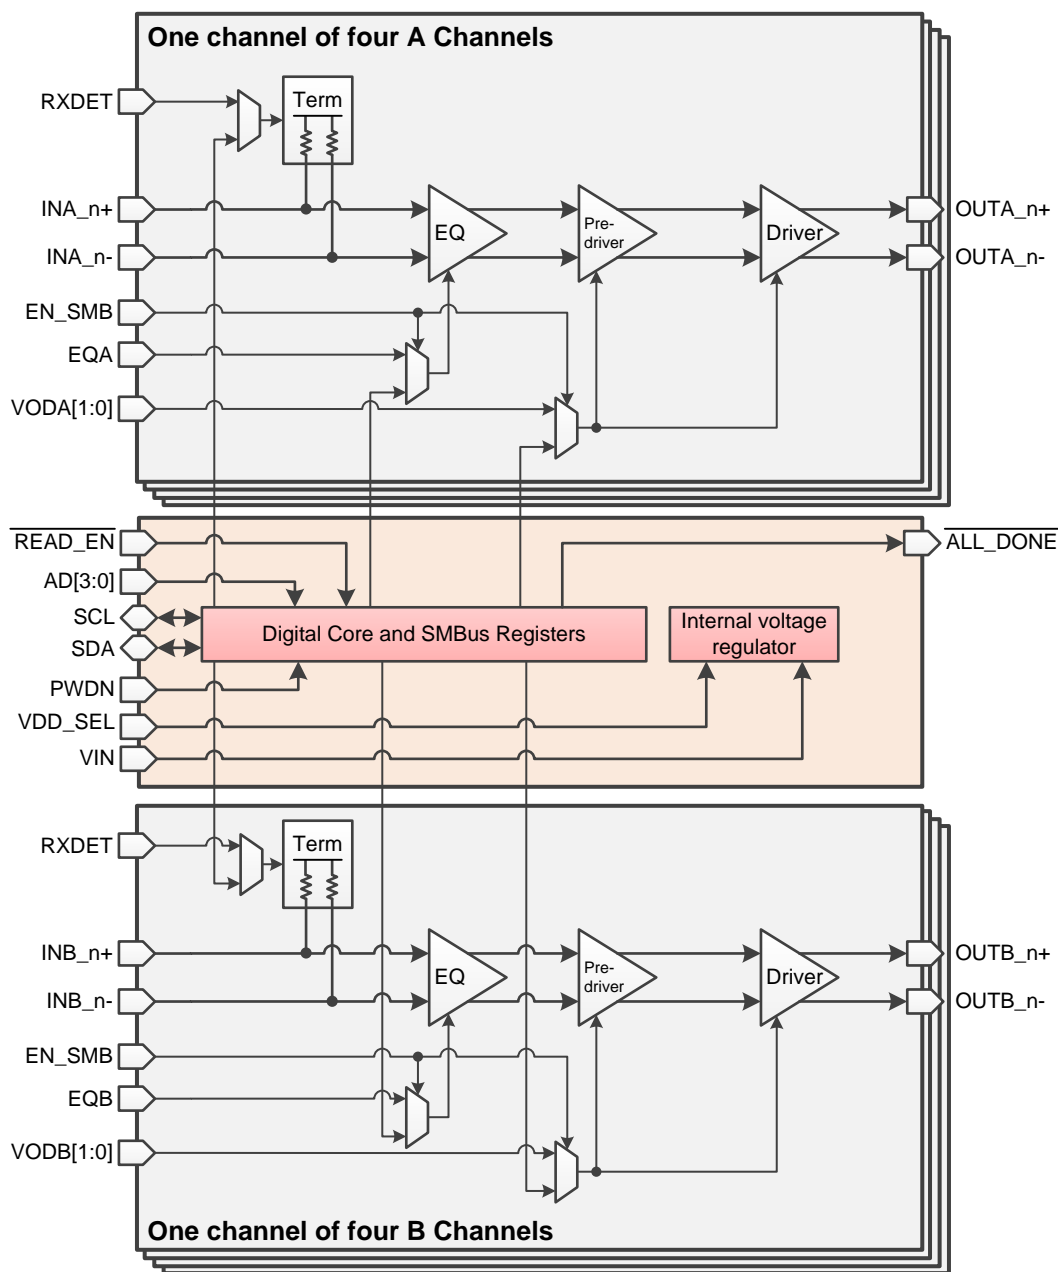 One channel of four A Channels
RXDET
Term
INA_n+
INA_n-
EQ
Pre-
driver
Driver
OUTA_n+
OUTA_n-
EN_SMB
EQA
VODA[1:0]
READ_EN
ALL_DONE
AD[3:0]
SCL
SDA
Digital Core and SMBus Registers
Internal voltage
regulator
PWDN
VDD_SEL
VIN
RXDET
Term
INB_n+
INB_n-
EQ
Pre-
driver
Driver
OUTB_n+
OUTB_n-
EN_SMB
EQB
VODB[1:0]
One channel of four B Channels